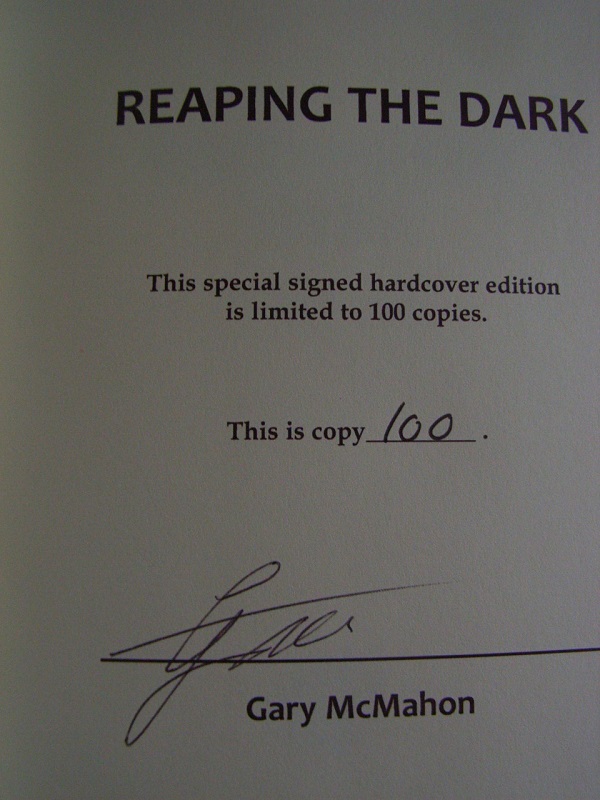 REAPING THE DARK
This special signed hardcover edition
is limited to 100 copies.
This is copy 100.
Gary McMahon